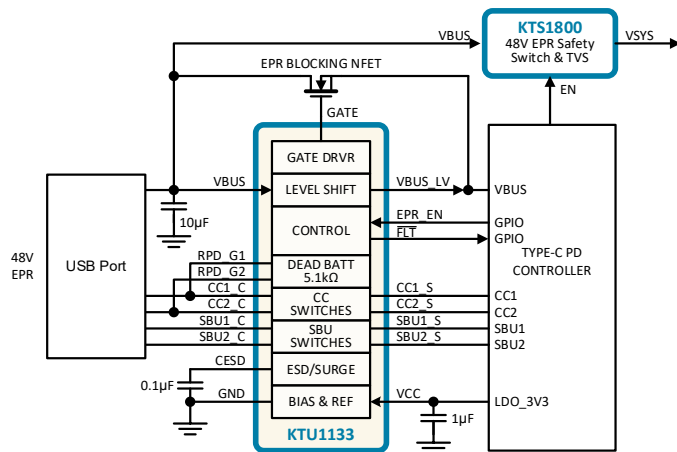 KTS1800
VBUS
48V EPR Safety
VSYS
Switch & TVS
EPR BLOCKING NFET
EN
GATE
GATE DRVR
VBUS
LEVEL SHIFT
VBUS_LV
VBUS
10µF
EPR_EN
GPIO
CONTROL
FLT
GPIO
48V
EPR
USB Port
TYPE-C PD
CONTROLLER
RPD_G1
DEAD BATT
RPD_G2
5.1kΩ
CC1_C
CC
CC1_S
CC1
CC2_C
SWITCHES
CC2_S
CC2
SBU1_C
SBU
SBU1_S
SBU1
SBU2_C
SWITCHES
SBU2_S
SBU2
CESD
ESD/SURGE
0.1µF
GND
BIAS & REF
VCC
LDO_3V3
1µF
KTU1133